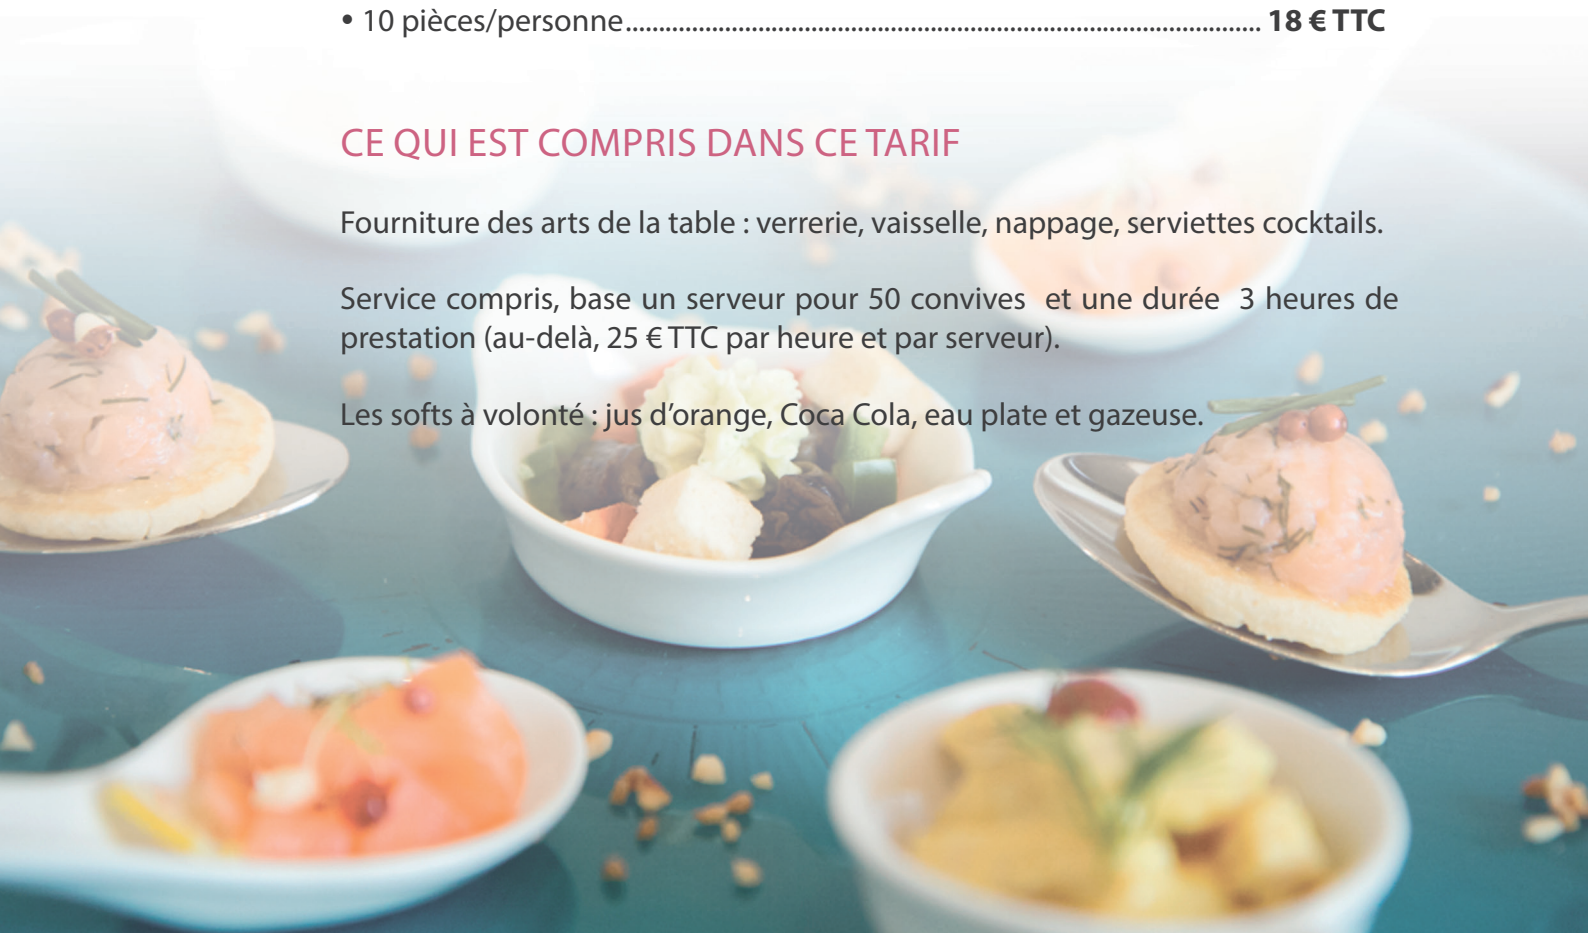 • 10 pièces/personne............................................................................... 18 € TTC
CE QUI EST COMPRIS DANS CE TARIF
Fourniture des arts de la table : verrerie, vaisselle, nappage, serviettes cocktails.
Service compris, base un serveur pour 50 convives et une durée 3 heures de
prestation (au-delà, 25 € TTC par heure et par serveur).
Les softs à volonté : jus d’orange, Coca Cola, eau plate et gazeuse.